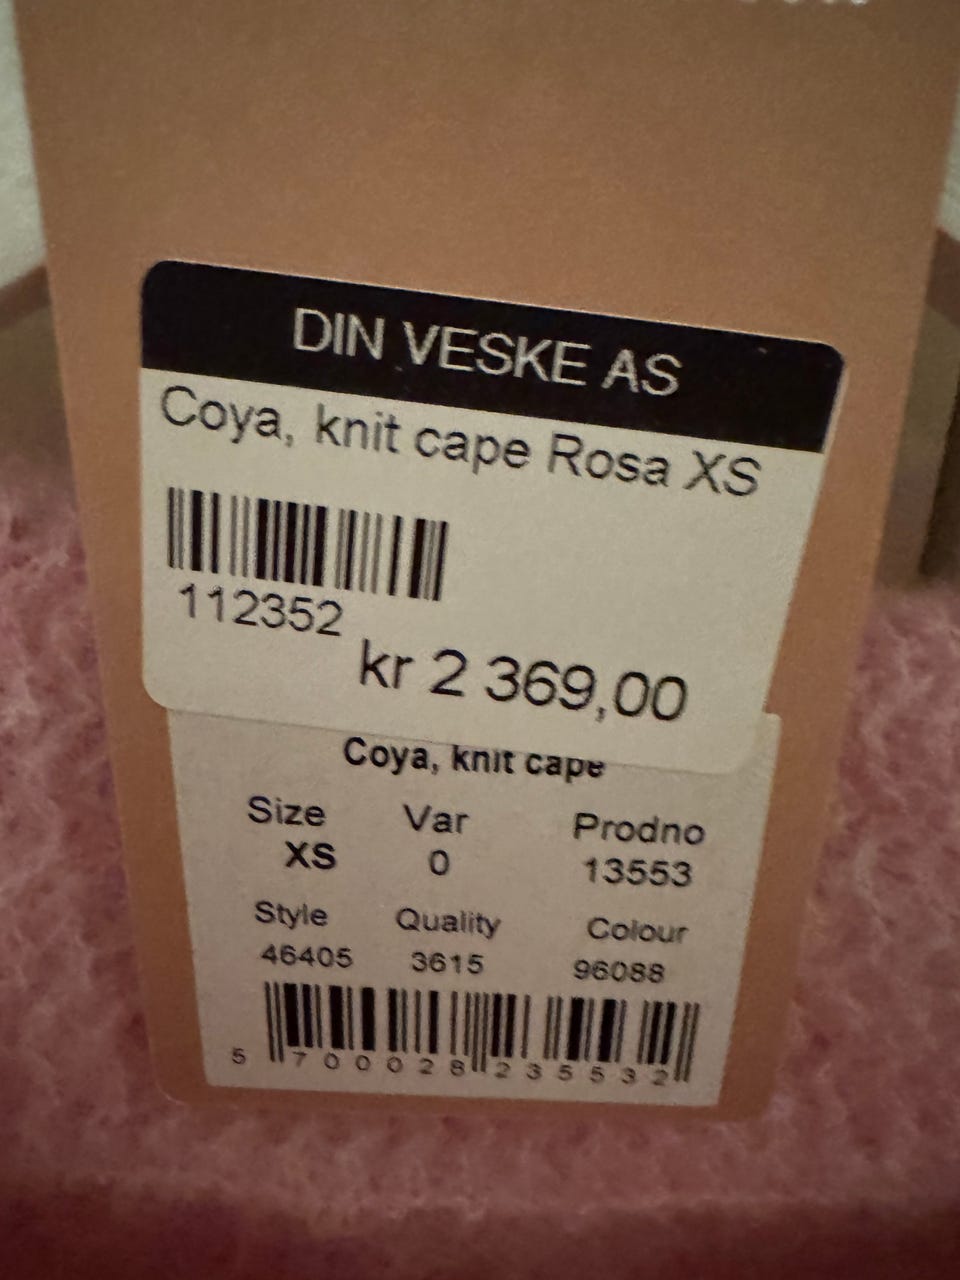 DIN VESKE AS
Coya, knit cape Rosa XS
112352
kr 2 369,00
Coya, knit cape
Size Var Prodno
XS 0 13553
Style Quality Colour
46405 3615 96088
5 700028 235532